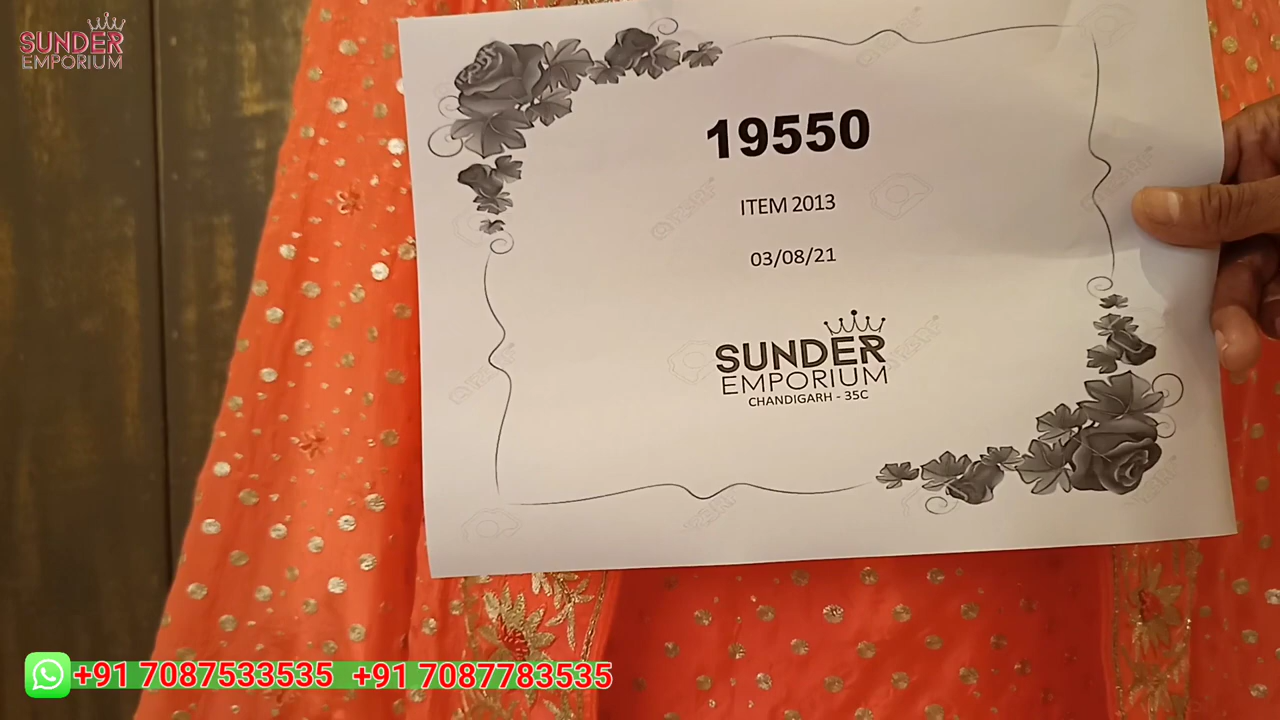 SUNDER
EMPORIUM
19550
ITEM 2013
03/08/21
SUNDER
EMPORIUM
CHANDIGARH - 35C
+91 7087533535 +91 7087783535